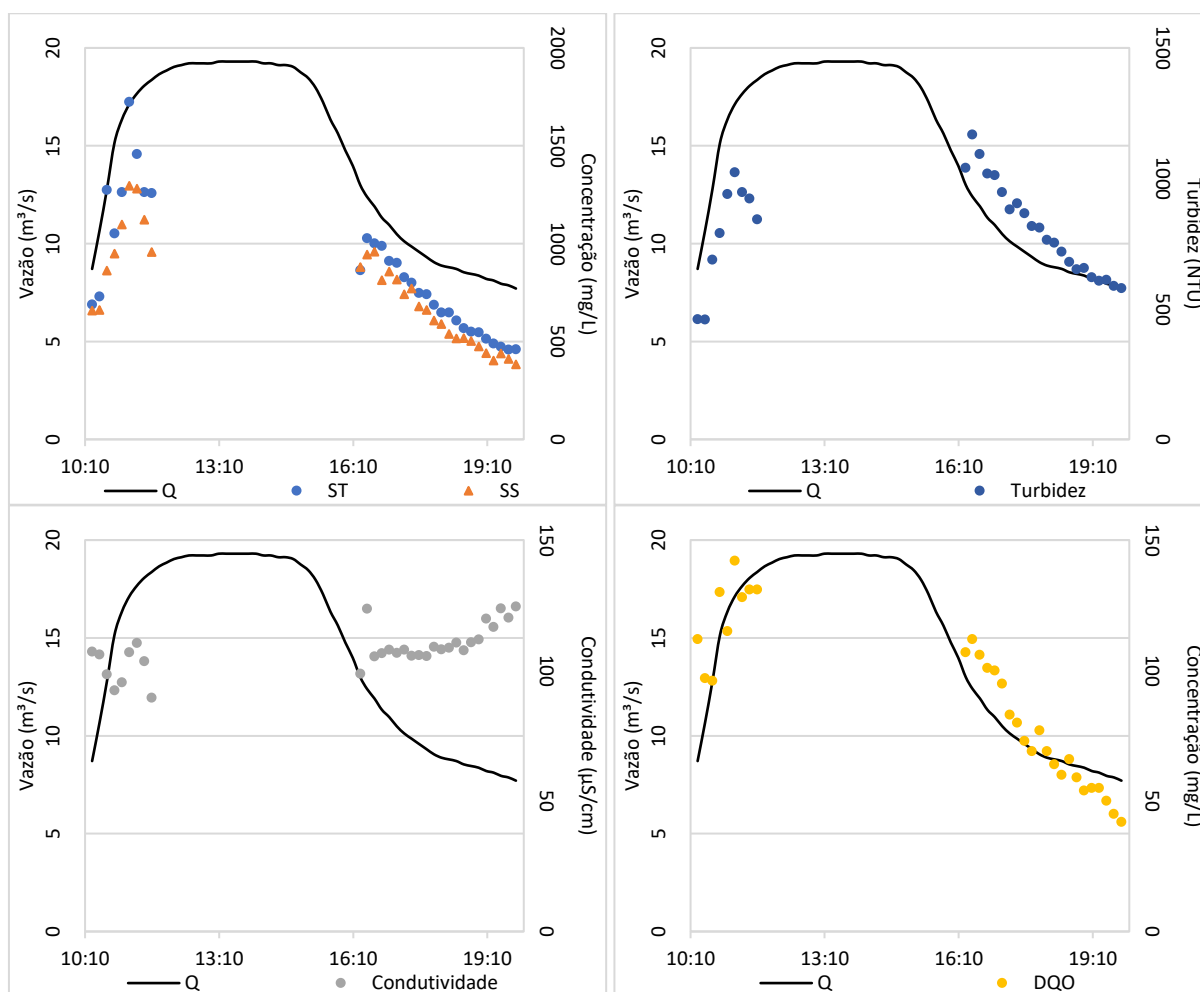 Vazão (m³/s)
20
15
10
5
0
2000
1500
1000
500
0
Concentração (mg/L)
10:10 13:10 16:10 19:10
Q ST SS
Vazão (m³/s)
20
15
10
5
0
1500
1000
500
0
Turbidez (NTU)
10:10 13:10 16:10 19:10
Q Turbidez
Vazão (m³/s)
20
15
10
5
0
150
100
50
0
Condutividade (µS/cm)
10:10 13:10 16:10 19:10
Q Condutividade
Vazão (m³/s)
20
15
10
5
0
150
100
50
0
Concentração (mg/L)
10:10 13:10 16:10 19:10
Q DQO